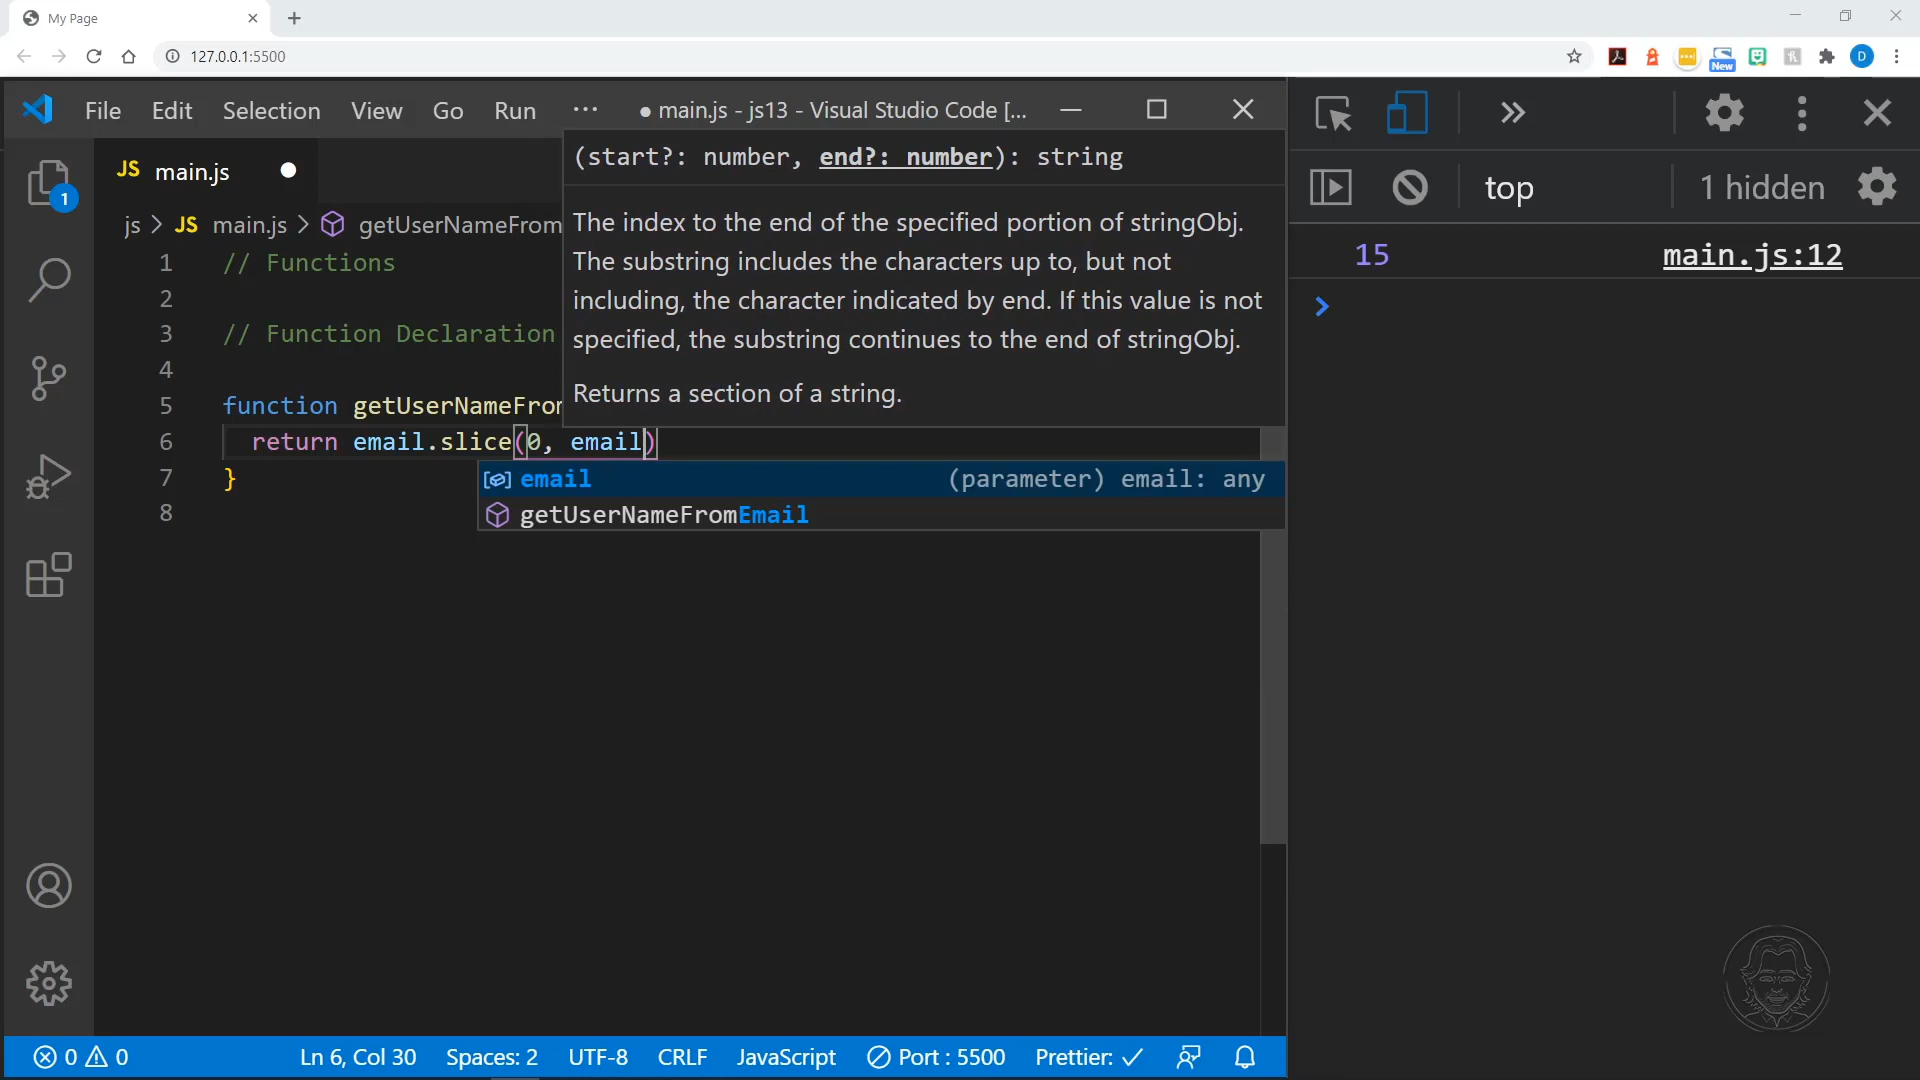 My Page
127.0.0.1:5500
New
D
File Edit Selection View Go Run ··· ● main.js - js13 - Visual Studio Code [...
JS main.js
js > JS main.js > getUserNameFrom
1
(start?: number, end?: number): string
The index to the end of the specified portion of stringObj.
The substring includes the characters up to, but not
including, the character indicated by end. If this value is not
specified, the substring continues to the end of stringObj.
Returns a section of a string.
1 // Functions
2
3 // Function Declaration
4
5 function getUserNameFrom
6 return email.slice(0, email)
7 }
8
email (parameter) email: any
getUserNameFromEmail
top 1 hidden
15 main.js:12
>
0 0 Ln 6, Col 30 Spaces: 2 UTF-8 CRLF JavaScript Port : 5500 Prettier: ✓